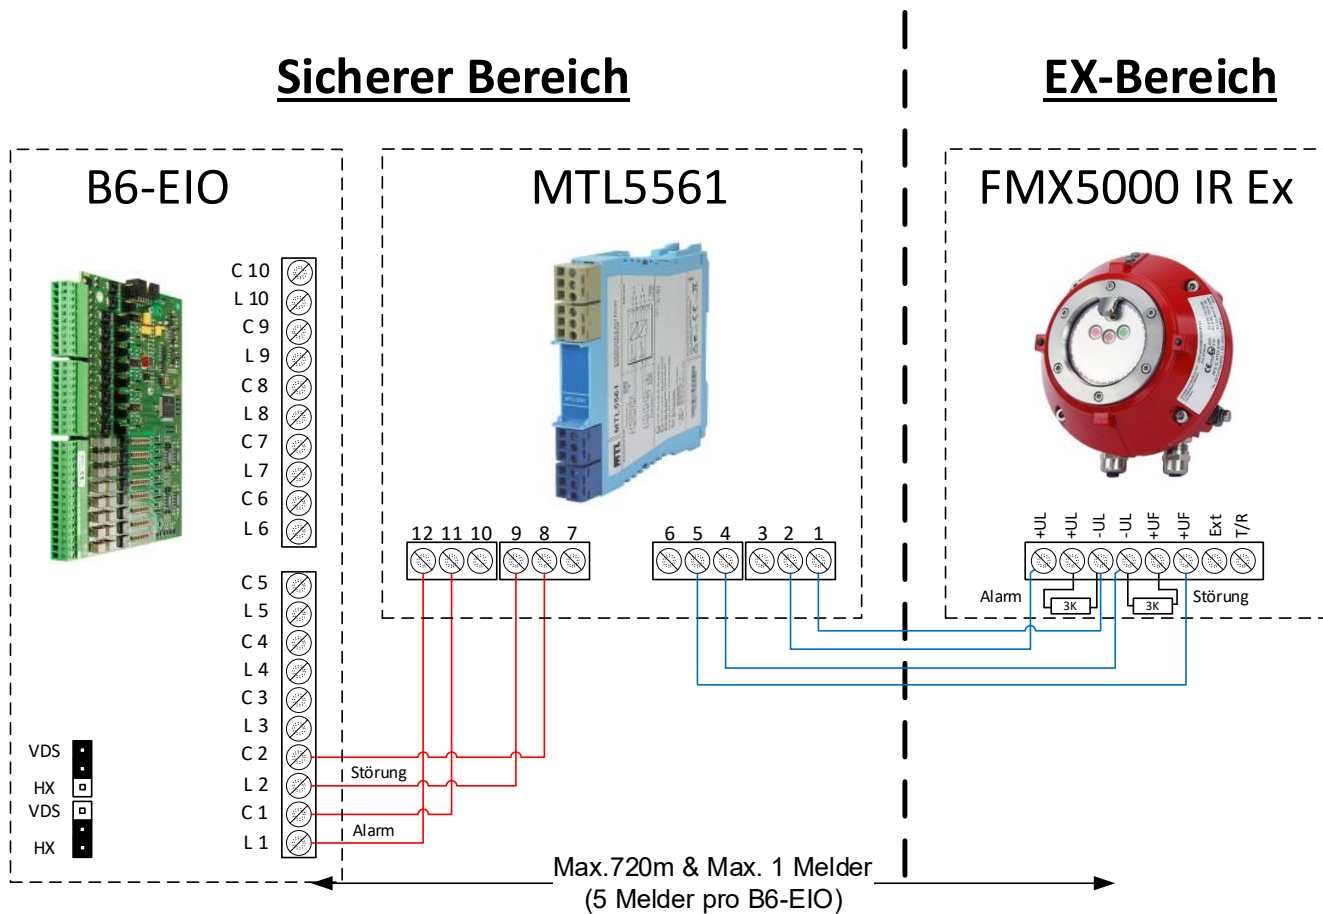 Sicherer Bereich
EX-Bereich
B6-EIO
MTL5561
FMX5000 IR Ex
C 10
L 10
C 9
L 9
C 8
L 8
C 7
L 7
C 6
L 6
C 5
L 5
C 4
L 4
C 3
L 3
C 2
L 2
C 1
L 1
VDS
HX
VDS
HX
MTL5561
MTL
MTL5561
12 11 10 9 8 7
6 5 4 3 2 1
+UL +UL -UL -UL +UF +UF Ext T/R
Alarm
3K
3K
Störung
Störung
Alarm
Max.720m & Max. 1 Melder
(5 Melder pro B6-EIO)